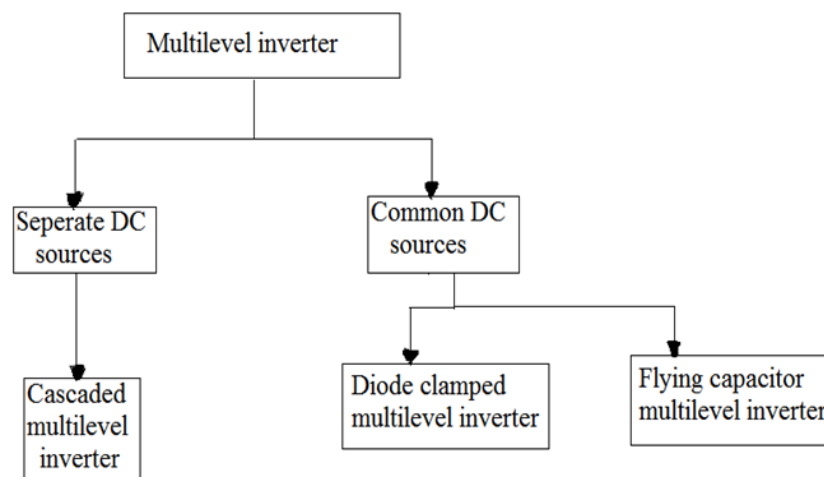 Multilevel inverter
Seperate DC
sources
Common DC
sources
Cascaded
multilevel
inverter
Diode clamped
multilevel inverter
Flying capacitor
multilevel inverter